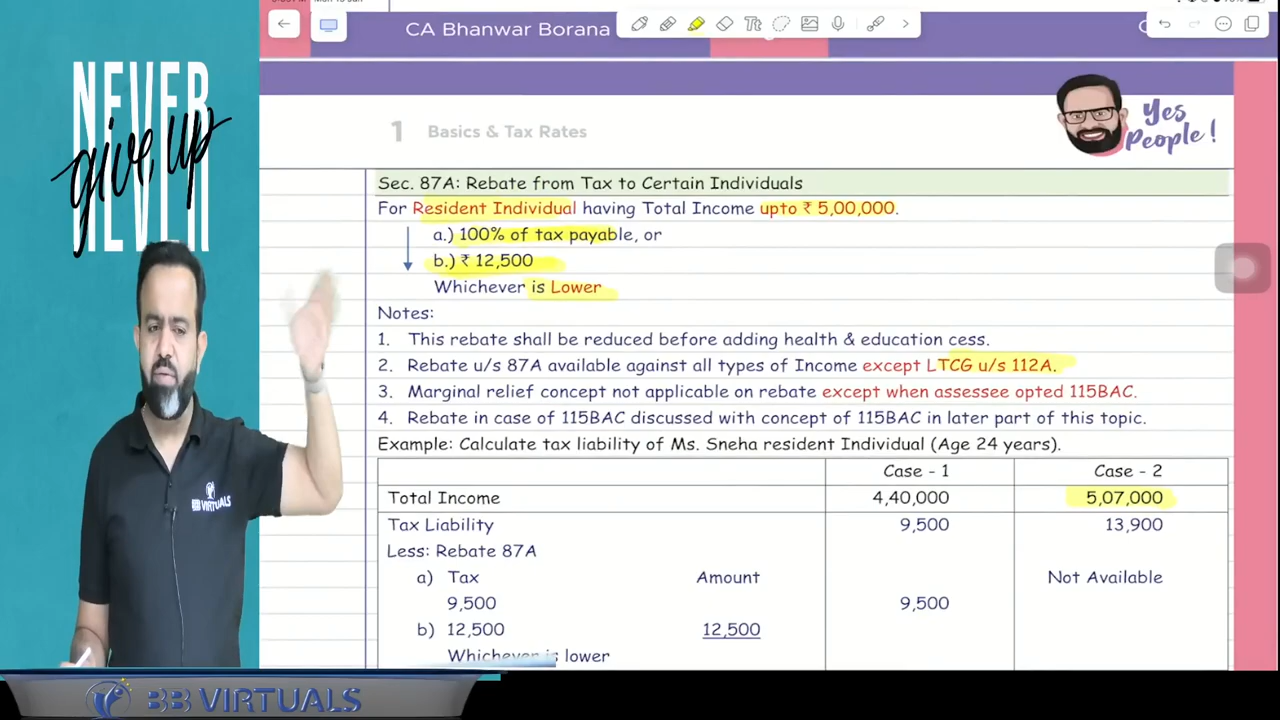 CA Bhanwar Borana
NEVER
give up
NEVER
1 Basics & Tax Rates
Yes
People !
Sec. 87A: Rebate from Tax to Certain Individuals
For Resident Individual having Total Income upto ₹ 5,00,000.
a.) 100% of tax payable, or
b.) ₹ 12,500
Whichever is Lower
Notes:
1. This rebate shall be reduced before adding health & education cess.
2. Rebate u/s 87A available against all types of Income except LTCG u/s 112A.
3. Marginal relief concept not applicable on rebate except when assessee opted 115BAC.
4. Rebate in case of 115BAC discussed with concept of 115BAC in later part of this topic.
Example: Calculate tax liability of Ms. Sneha resident Individual (Age 24 years).
Case - 1 Case - 2
Total Income 4,40,000 5,07,000
Tax Liability 9,500 13,900
Less: Rebate 87A
a) Tax Amount Not Available
9,500 9,500
b) 12,500 12,500
Whichever is lower
BB VIRTUALS
BB VIRTUALS